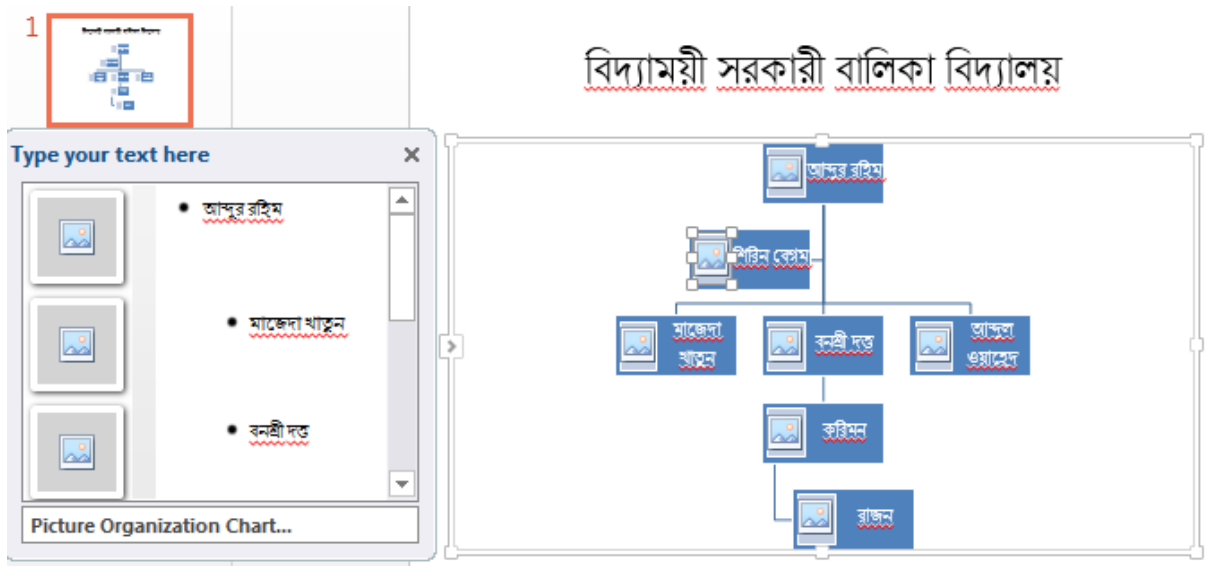 1
বিদ্যাময়ী সরকারী বালিকা বিদ্যালয়
Type your text here
আব্দুর রহিম
মাজেদা খাতুন
বনশ্রী দত্ত
Picture Organization Chart...
আব্দুর রহিম
শিরিন বেগম
মাজেদা
খাতুন
বনশ্রী দত্ত
আব্দুল
ওয়াহেদ
করিমন
রাজন